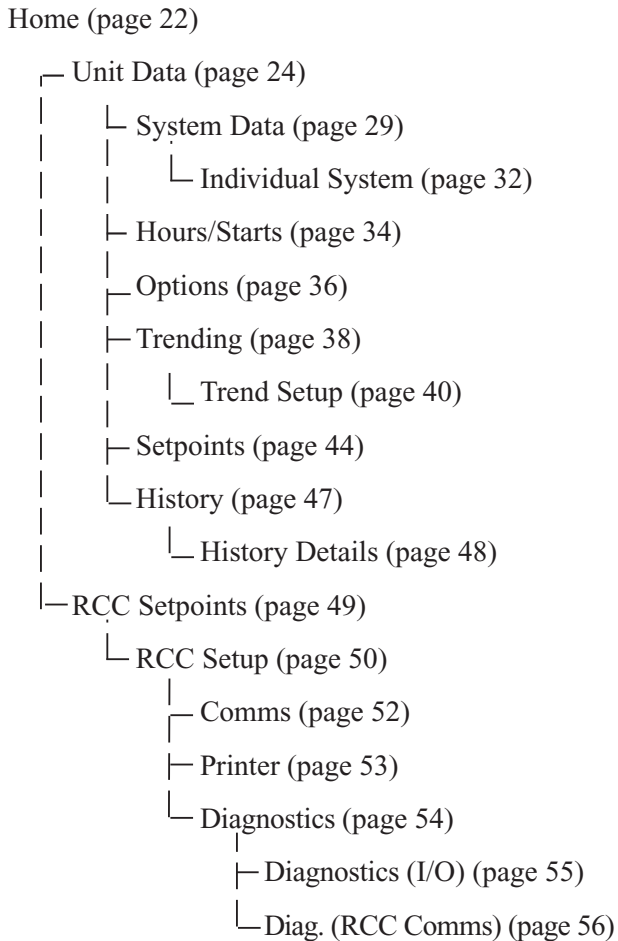 Home (page 22)
Unit Data (page 24)
System Data (page 29)
Individual System (page 32)
Hours/Starts (page 34)
Options (page 36)
Trending (page 38)
Trend Setup (page 40)
Setpoints (page 44)
History (page 47)
History Details (page 48)
RCC Setpoints (page 49)
RCC Setup (page 50)
Comms (page 52)
Printer (page 53)
Diagnostics (page 54)
Diagnostics (I/O) (page 55)
Diag. (RCC Comms) (page 56)